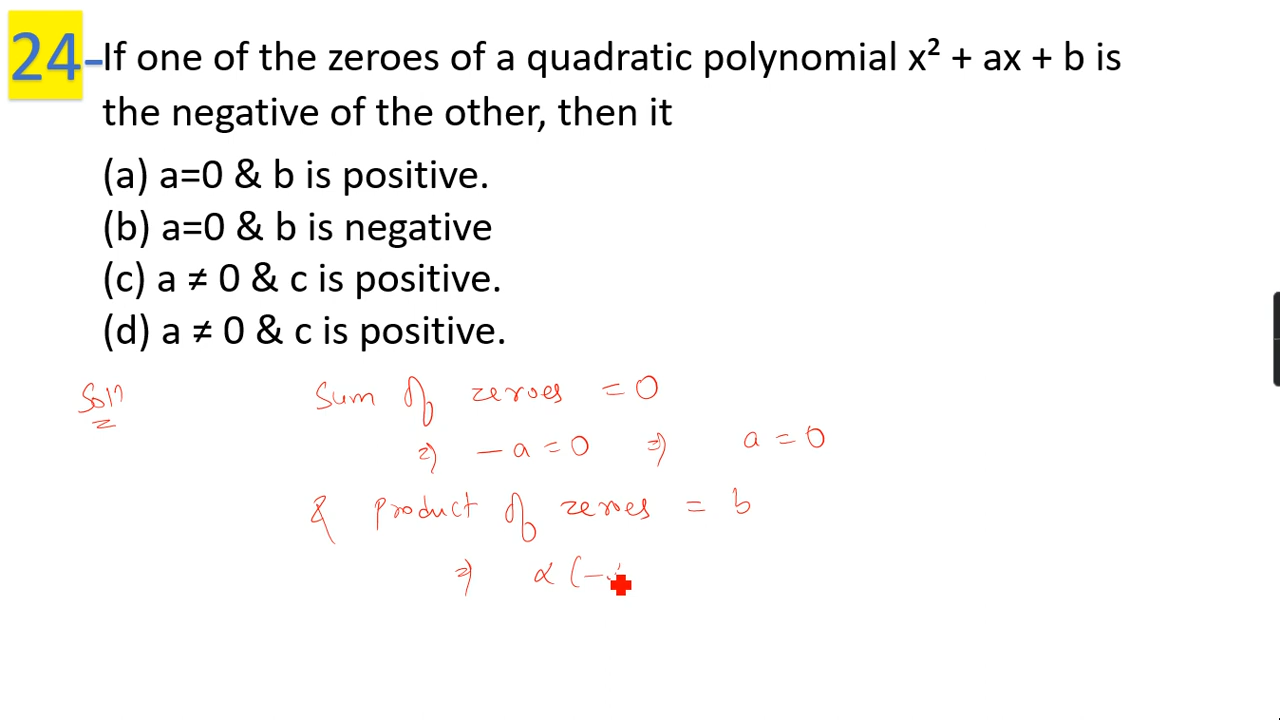 24-If one of the zeroes of a quadratic polynomial x² + ax + b is
the negative of the other, then it
(a) a=0 & b is positive.
(b) a=0 & b is negative
(c) a ≠ 0 & c is positive.
(d) a ≠ 0 & c is positive.
Soln Sum of zeroes = 0
⇒ -a = 0 ⇒ a = 0
& product of zeroes = b
⇒ α (-